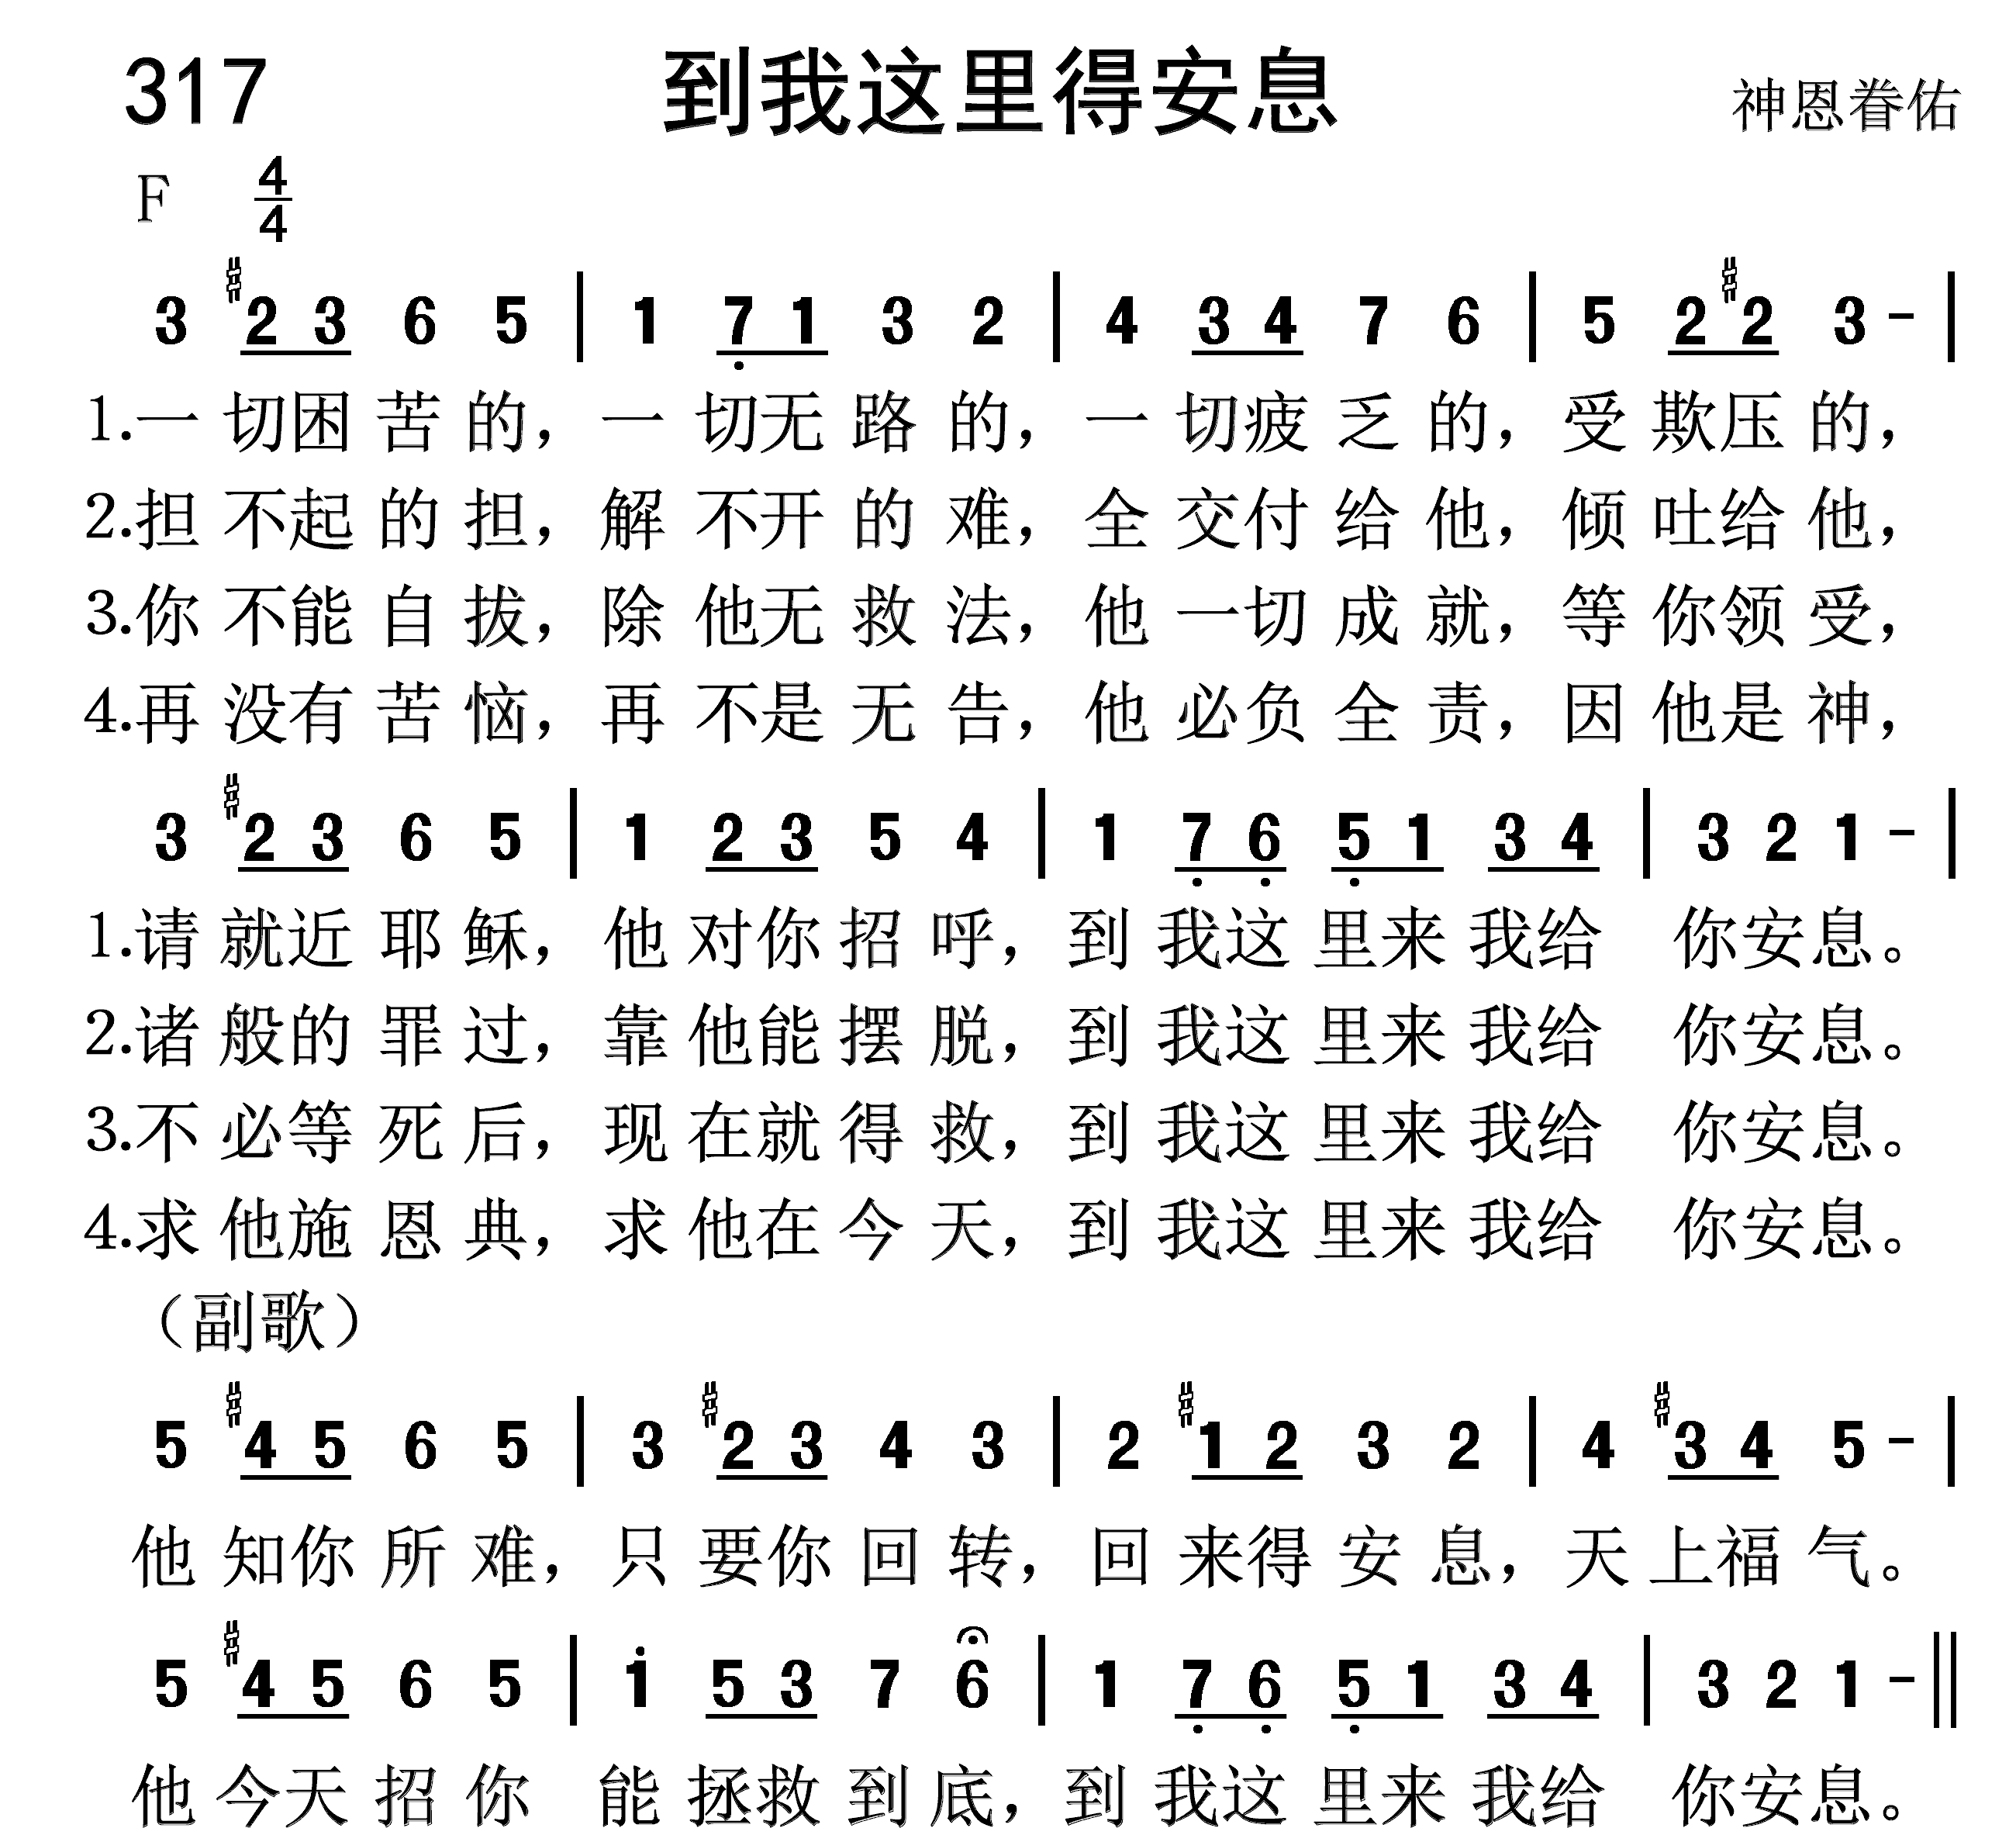 317 到我这里得安息 神恩眷佑
F 4/4
3 #2 3 6 5 | 1 7̣ 1 3 2 | 4 3 4 7 6 | 5 2 #2 3 - |
1.一切困苦的，一切无路的，一切疲乏的，受欺压的，
2.担不起的担，解不开的难，全交付给他，倾吐给他，
3.你不能自拔，除他无救法，他一切成就，等你领受，
4.再没有苦恼，再不是无告，他必负全责，因他是神，
3 #2 3 6 5 | 1 2 3 5 4 | 1 7̣ 6̣ 5̣ 1 3 4 | 3 2 1 - |
1.请就近耶稣，他对你招呼，到我这里来我给你安息。
2.诸般的罪过，靠他能摆脱，到我这里来我给你安息。
3.不必等死后，现在就得救，到我这里来我给你安息。
4.求他施恩典，求他在今天，到我这里来我给你安息。
（副歌）
5 #4 5 6 5 | 3 #2 3 4 3 | 2 #1 2 3 2 | 4 #3 4 5 - |
他知你所难，只要你回转，回来得安息，天上福气。
5 #4 5 6 5 | 1̇ 5 3 7 6 | 1 7̣ 6̣ 5̣ 1 3 4 | 3 2 1 - ||
他今天招你 能拯救到底，到我这里来我给你安息。